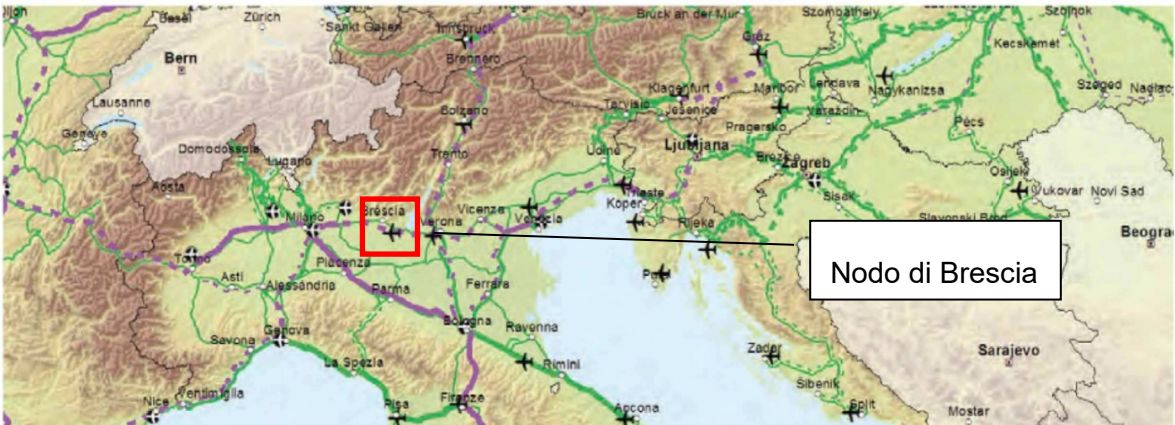 Basel
Zürich
Sankt Gallen
Innsbruck
Bruck an der Mur
Szombathely
Szolnok
Bern
Brennero
Graz
Kecskemét
Lausanne
Bolzano
Klagenfurt
Maribor
Lendava
Nagykanizsa
Szeged
Nadlac
Genève
Domodossola
Lugano
Trento
Tarvisio
Jesenice
Pragersko
Varazdin
Pécs
Aosta
Udine
Ljubljana
Brezice
Zagreb
Osijek
Vukovar
Novi Sad
Milano
Brescia
Verona
Vicenza
Venezia
Trieste
Koper
Rijeka
Sisak
Slavonski Brod
Beograd
Torino
Asti
Piacenza
Alessandria
Parma
Ferrara
Nodo di Brescia
Genova
Savona
Bologna
Ravenna
La Spezia
Rimini
Zadar
Sarajevo
Ventimiglia
Nice
Pisa
Firenze
Ancona
Sibenik
Split
Mostar